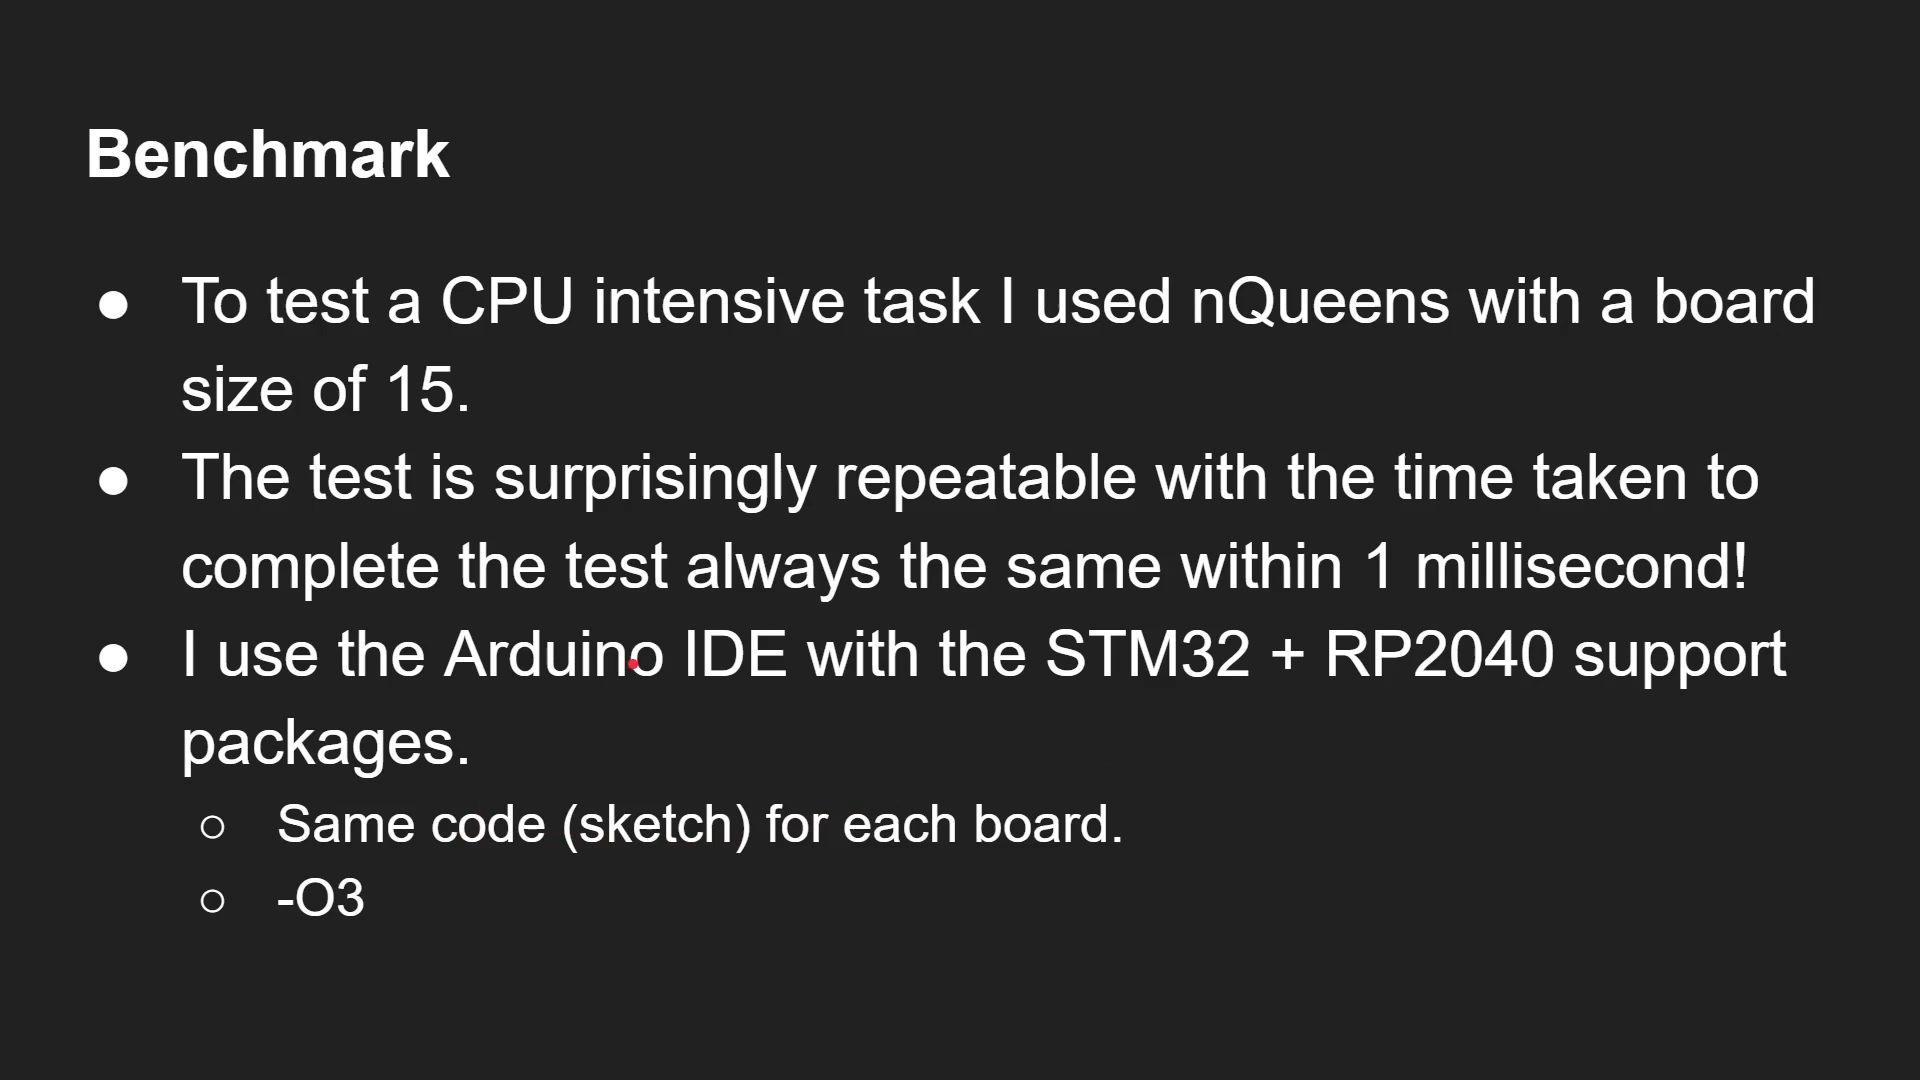 Benchmark
● To test a CPU intensive task I used nQueens with a board
size of 15.
● The test is surprisingly repeatable with the time taken to
complete the test always the same within 1 millisecond!
● I use the Arduino IDE with the STM32 + RP2040 support
packages.
○ Same code (sketch) for each board.
○ -O3